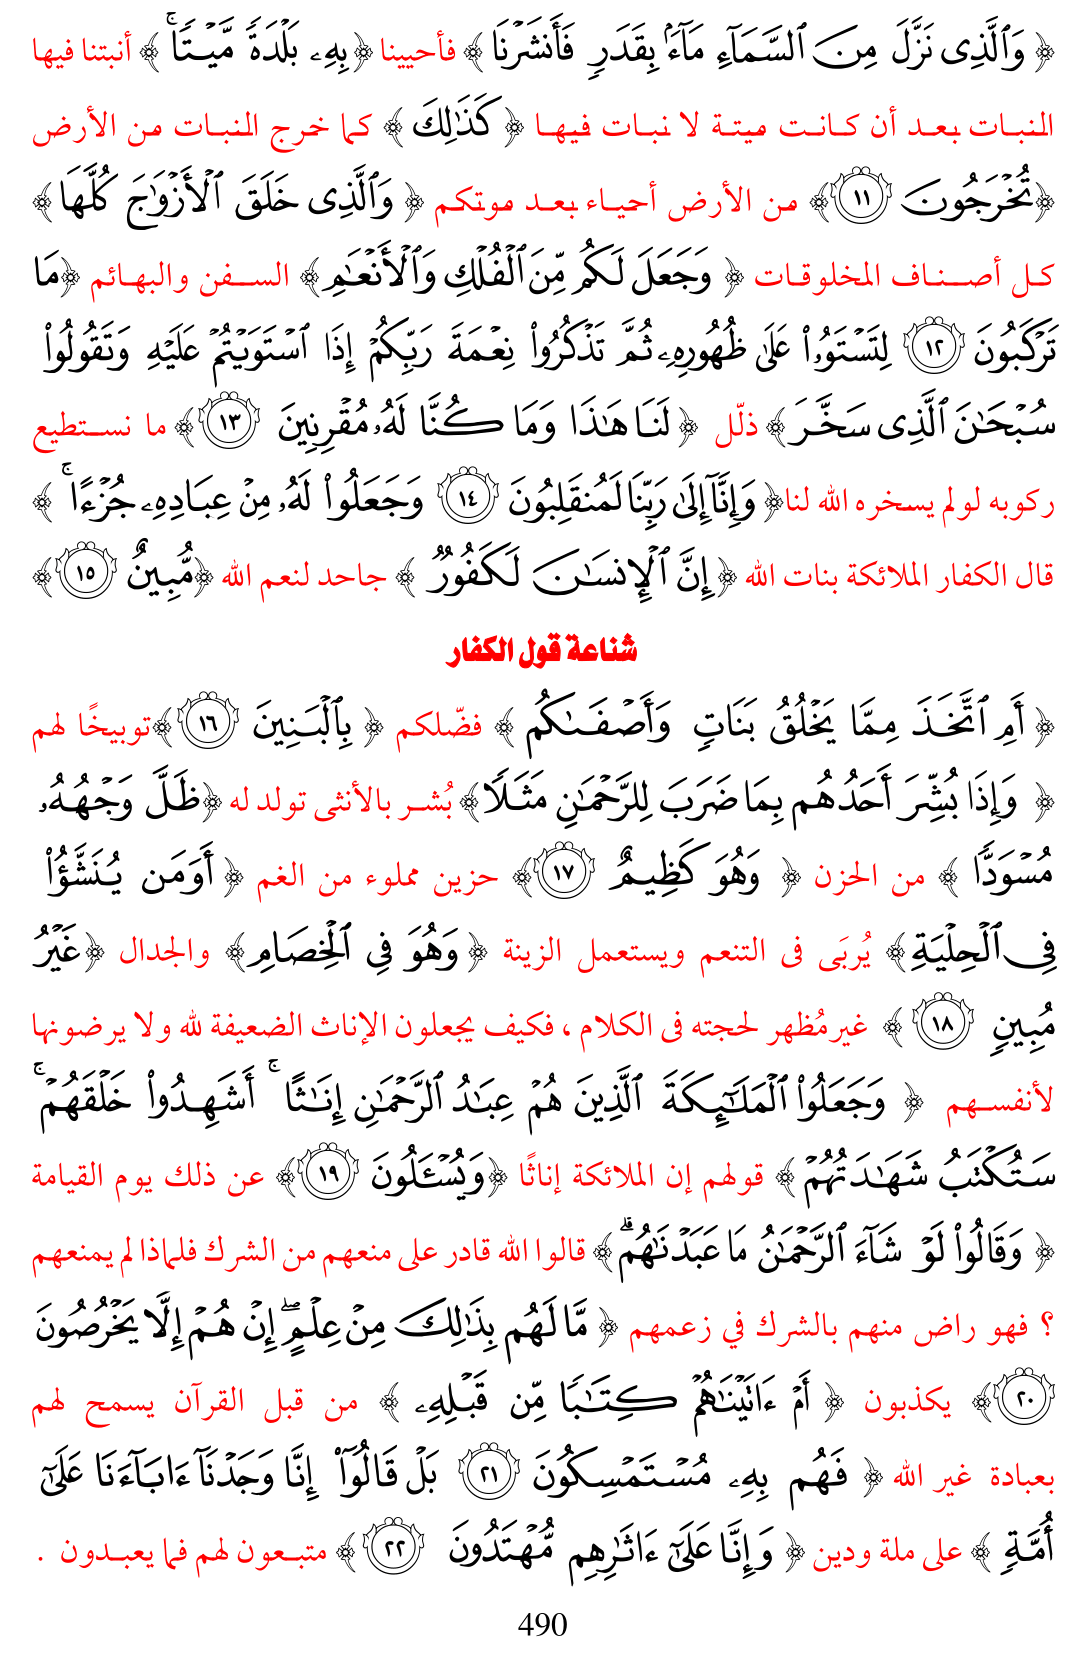 ﴿ وَٱلَّذِى نَزَّلَ مِنَ ٱلسَّمَآءِ مَآءَۢ بِقَدَرٍ فَأَنشَرْنَا ﴾ فأحيينا ﴿بِهِۦ بَلْدَةً مَّيْتًا ۚ ﴾ أنبتنا فيها
النبات بعد أن كانت ميتة لا نبات فيها ﴿ كَذَٰلِكَ ﴾ كما خرج النبات من الأرض
﴿تُخْرَجُونَ ١١﴾ من الأرض أحياء بعد موتكم ﴿ وَٱلَّذِى خَلَقَ ٱلْأَزْوَٰجَ كُلَّهَا ﴾
كل أصناف المخلوقات ﴿ وَجَعَلَ لَكُم مِّنَ ٱلْفُلْكِ وَٱلْأَنْعَٰمِ﴾ السفن والبهائم ﴿مَا
تَرْكَبُونَ ١٢ لِتَسْتَوُۥا۟ عَلَىٰ ظُهُورِهِۦ ثُمَّ تَذْكُرُوا۟ نِعْمَةَ رَبِّكُمْ إِذَا ٱسْتَوَيْتُمْ عَلَيْهِ وَتَقُولُوا۟
سُبْحَٰنَ ٱلَّذِى سَخَّرَ ﴾ ذلّل ﴿ لَنَا هَٰذَا وَمَا كُنَّا لَهُۥ مُقْرِنِينَ ١٣﴾ ما نستطيع
ركوبه لولم يسخره الله لنا﴿ وَإِنَّآ إِلَىٰ رَبِّنَا لَمُنقَلِبُونَ ١٤ وَجَعَلُوا۟ لَهُۥ مِنْ عِبَادِهِۦ جُزْءًا ۚ ﴾
قال الكفار الملائكة بنات الله ﴿ إِنَّ ٱلْإِنسَٰنَ لَكَفُورٌ ﴾ جاحد لنعم الله ﴿مُّبِينٌ ١٥﴾
شناعة قول الكفار
﴿ أَمِ ٱتَّخَذَ مِمَّا يَخْلُقُ بَنَاتٍ وَأَصْفَىٰكُم ﴾ فضّلكم ﴿ بِٱلْبَنِينَ ١٦﴾توبيخًا لهم
﴿ وَإِذَا بُشِّرَ أَحَدُهُم بِمَا ضَرَبَ لِلرَّحْمَٰنِ مَثَلًا﴾ بُشر بالأنثى تولد له ﴿ظَلَّ وَجْهُهُۥ
مُسْوَدًّا ﴾ من الحزن ﴿ وَهُوَ كَظِيمٌ ١٧﴾ حزين مملوء من الغم ﴿ أَوَمَن يُنَشَّؤُا۟
فِى ٱلْحِلْيَةِ﴾ يُربَى فى التنعم ويستعمل الزينة ﴿ وَهُوَ فِى ٱلْخِصَامِ﴾ والجدال ﴿غَيْرُ
مُبِينٍ ١٨ ﴾ غير مُظهر لحجته فى الكلام ، فكيف يجعلون الإناث الضعيفة لله ولا يرضونها
لأنفسهم ﴿ وَجَعَلُوا۟ ٱلْمَلَٰٓئِكَةَ ٱلَّذِينَ هُمْ عِبَٰدُ ٱلرَّحْمَٰنِ إِنَٰثًا ۚ أَشَهِدُوا۟ خَلْقَهُمْ ۚ
سَتُكْتَبُ شَهَٰدَتُهُمْ ﴾ قولهم إن الملائكة إناثًا ﴿وَيُسْـَٔلُونَ ١٩﴾ عن ذلك يوم القيامة
﴿ وَقَالُوا۟ لَوْ شَآءَ ٱلرَّحْمَٰنُ مَا عَبَدْنَٰهُم ۗ﴾ قالوا الله قادر على منعهم من الشرك فلماذا لم يمنعهم
؟ فهو راض منهم بالشرك في زعمهم ﴿ مَّا لَهُم بِذَٰلِكَ مِنْ عِلْمٍ ۖ إِنْ هُمْ إِلَّا يَخْرُصُونَ
٢٠﴾ يكذبون ﴿ أَمْ ءَاتَيْنَٰهُمْ كِتَٰبًا مِّن قَبْلِهِۦ ﴾ من قبل القرآن يسمح لهم
بعبادة غير الله ﴿ فَهُم بِهِۦ مُسْتَمْسِكُونَ ٢١ بَلْ قَالُوٓا۟ إِنَّا وَجَدْنَآ ءَابَآءَنَا عَلَىٰٓ
أُمَّةٍ ﴾ على ملة ودين ﴿ وَإِنَّا عَلَىٰٓ ءَاثَٰرِهِم مُّهْتَدُونَ ٢٢﴾ متبعون لهم فما يعبدون .
490